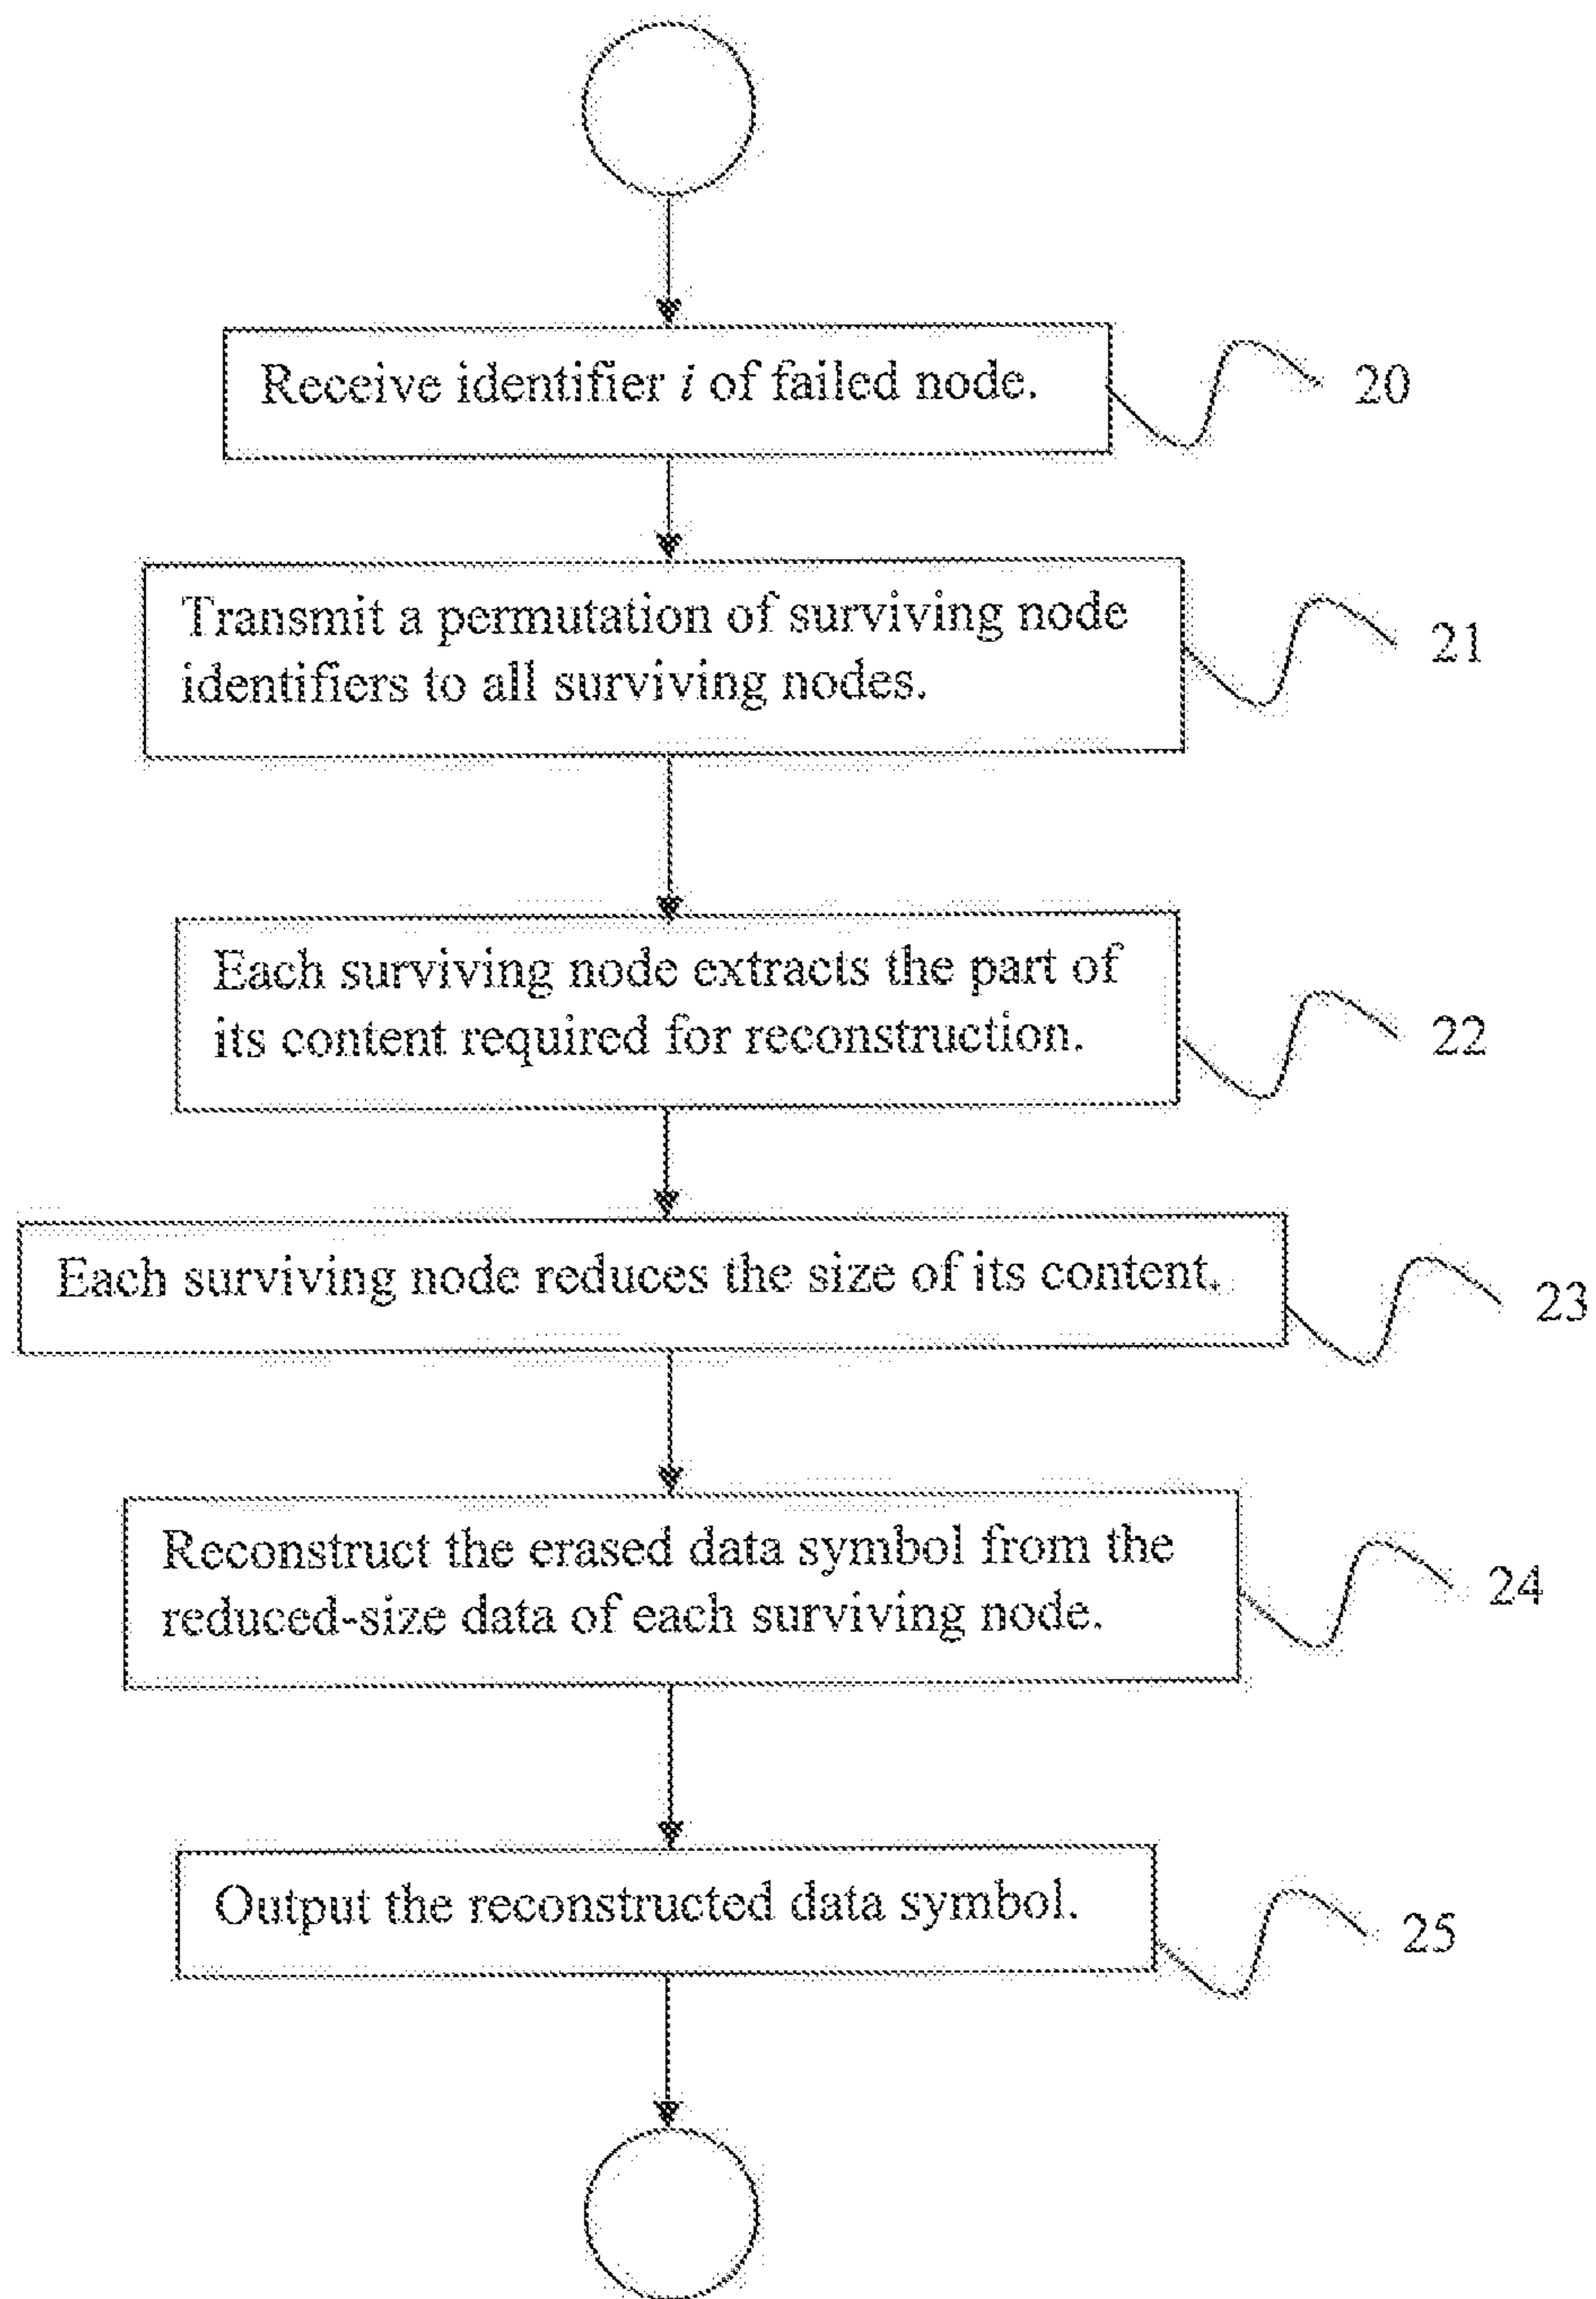 Receive identifier i of failed node.
20
Transmit a permutation of surviving node
identifiers to all surviving nodes.
21
Each surviving node extracts the part of
its content required for reconstruction.
22
Each surviving node reduces the size of its content.
23
Reconstruct the erased data symbol from the
reduced-size data of each surviving node.
24
Output the reconstructed data symbol.
25